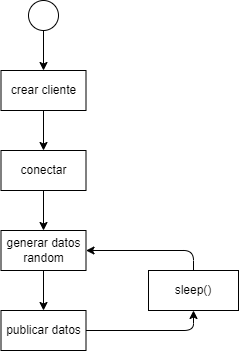 crear cliente
conectar
generar datos
random
sleep()
publicar datos